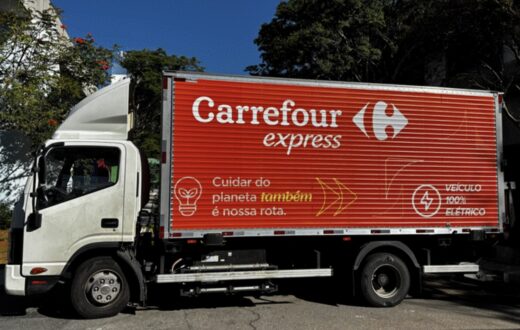 Carrefour
express
Cuidar do
planeta também
é nossa rota.
VEÍCULO
100%
ELÉTRICO